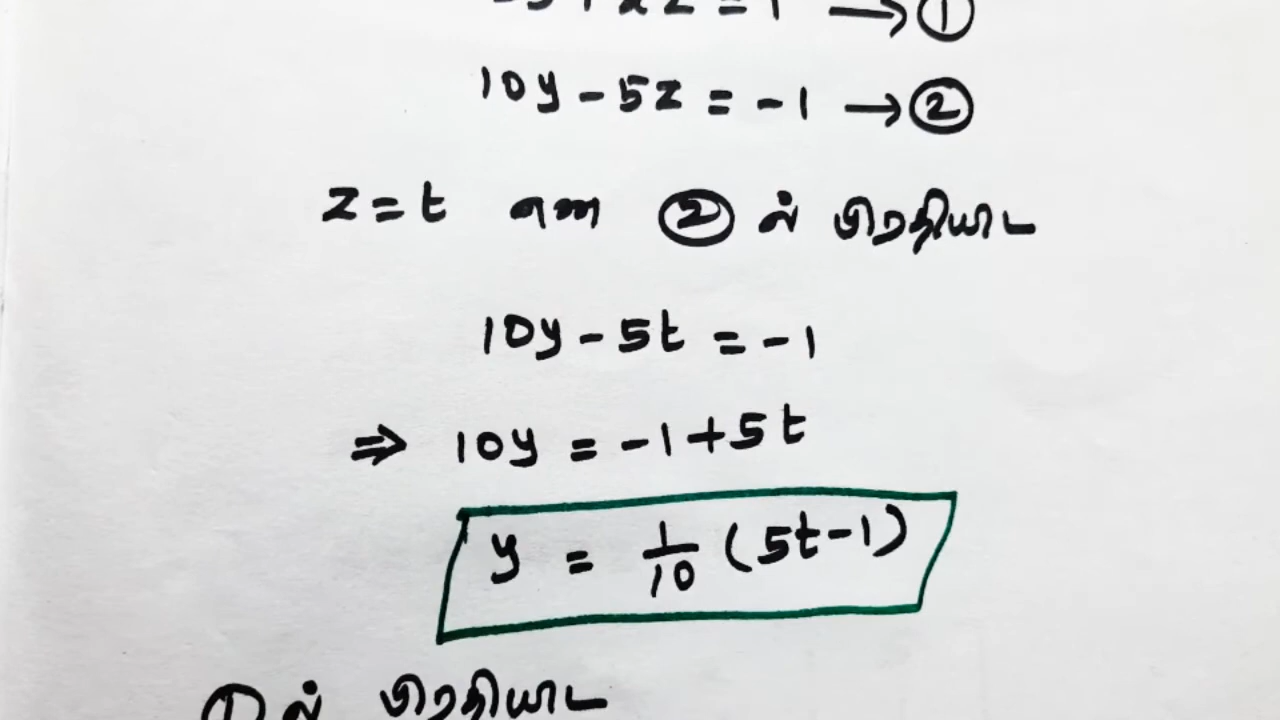 10y - 5z = -1 → ②
z = t என ② ல் பிரதியிட
10y - 5t = -1
⇒ 10y = -1 + 5t
y = 1/10 (5t - 1)
① ல் பிரதியிட